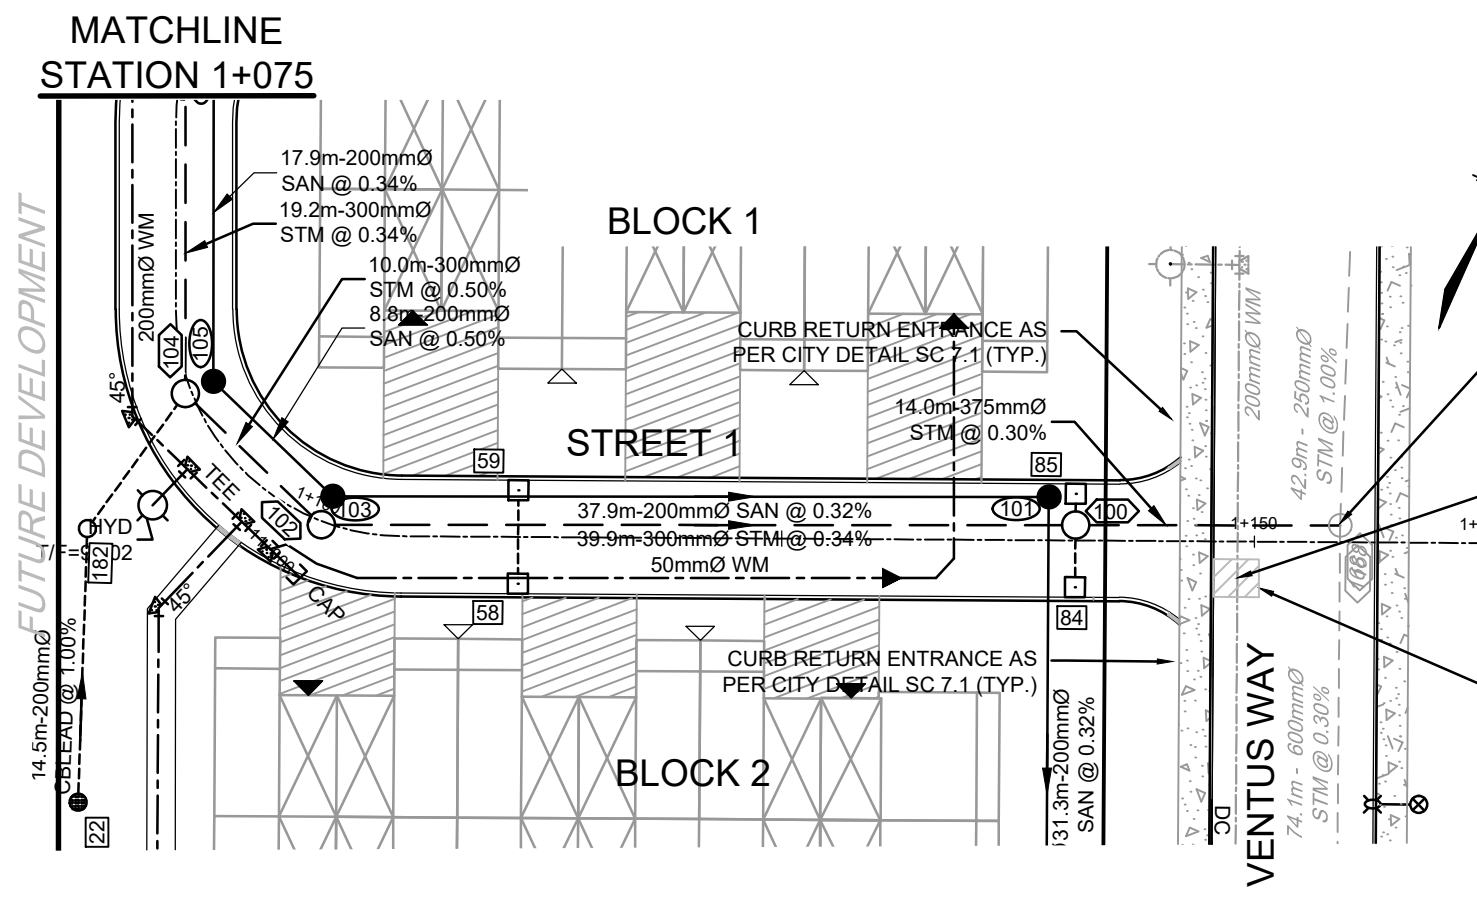 MATCHLINE
STATION 1+075
FUTURE DEVELOPMENT
17.9m-200mmØ
SAN @ 0.34%
19.2m-300mmØ
STM @ 0.34%
10.0m-300mmØ
STM @ 0.50%
8.8m-200mmØ
SAN @ 0.50%
200mmØ WM
104
105
45°
BLOCK 1
CURB RETURN ENTRANCE AS
PER CITY DETAIL SC 7.1 (TYP.)
14.0m-375mmØ
STM @ 0.30%
STREET 1
59
85
TEE
102
103
101
100
37.9m-200mmØ SAN @ 0.32%
39.9m-300mmØ STM @ 0.34%
50mmØ WM
HYD
182
45°
CAP
58
84
200mmØ WM
42.9m - 250mmØ
STM @ 1.00%
1+150
1+
14.5m-200mmØ
CBLEAD @ 1.00%
22
CURB RETURN ENTRANCE AS
PER CITY DETAIL SC 7.1 (TYP.)
BLOCK 2
31.3m-200mmØ
SAN @ 0.32%
DC
VENTUS WAY
74.1m - 600mmØ
STM @ 0.30%